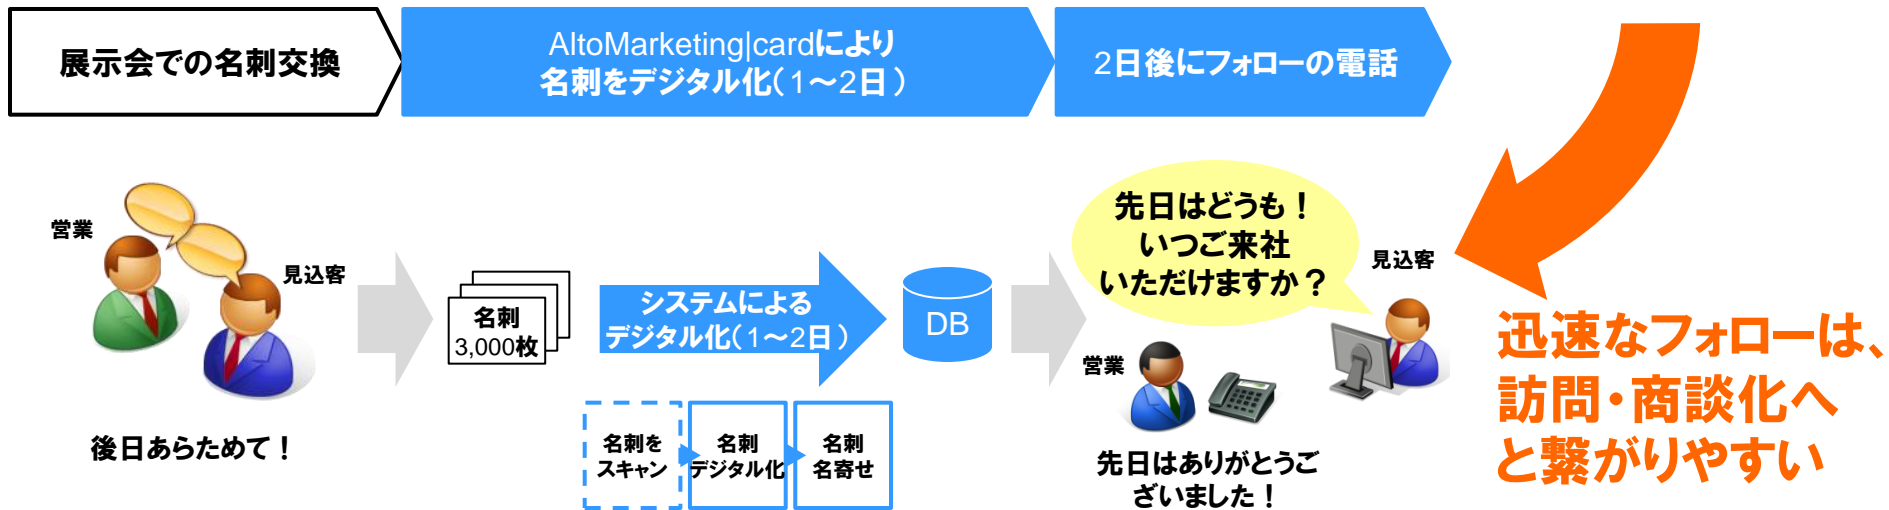 展示会での名刺交換
AltoMarketing|cardにより
名刺をデジタル化(1～2日)
2日後にフォローの電話
営業
見込客
後日あらためて！
名刺
3,000枚
システムによる
デジタル化(1～2日)
DB
名刺を
スキャン
名刺
デジタル化
名刺
名寄せ
先日はどうも！
いつご来社
いただけますか？
見込客
営業
先日はありがとうご
ざいました！
迅速なフォローは、
訪問・商談化へ
と繋がりやすい